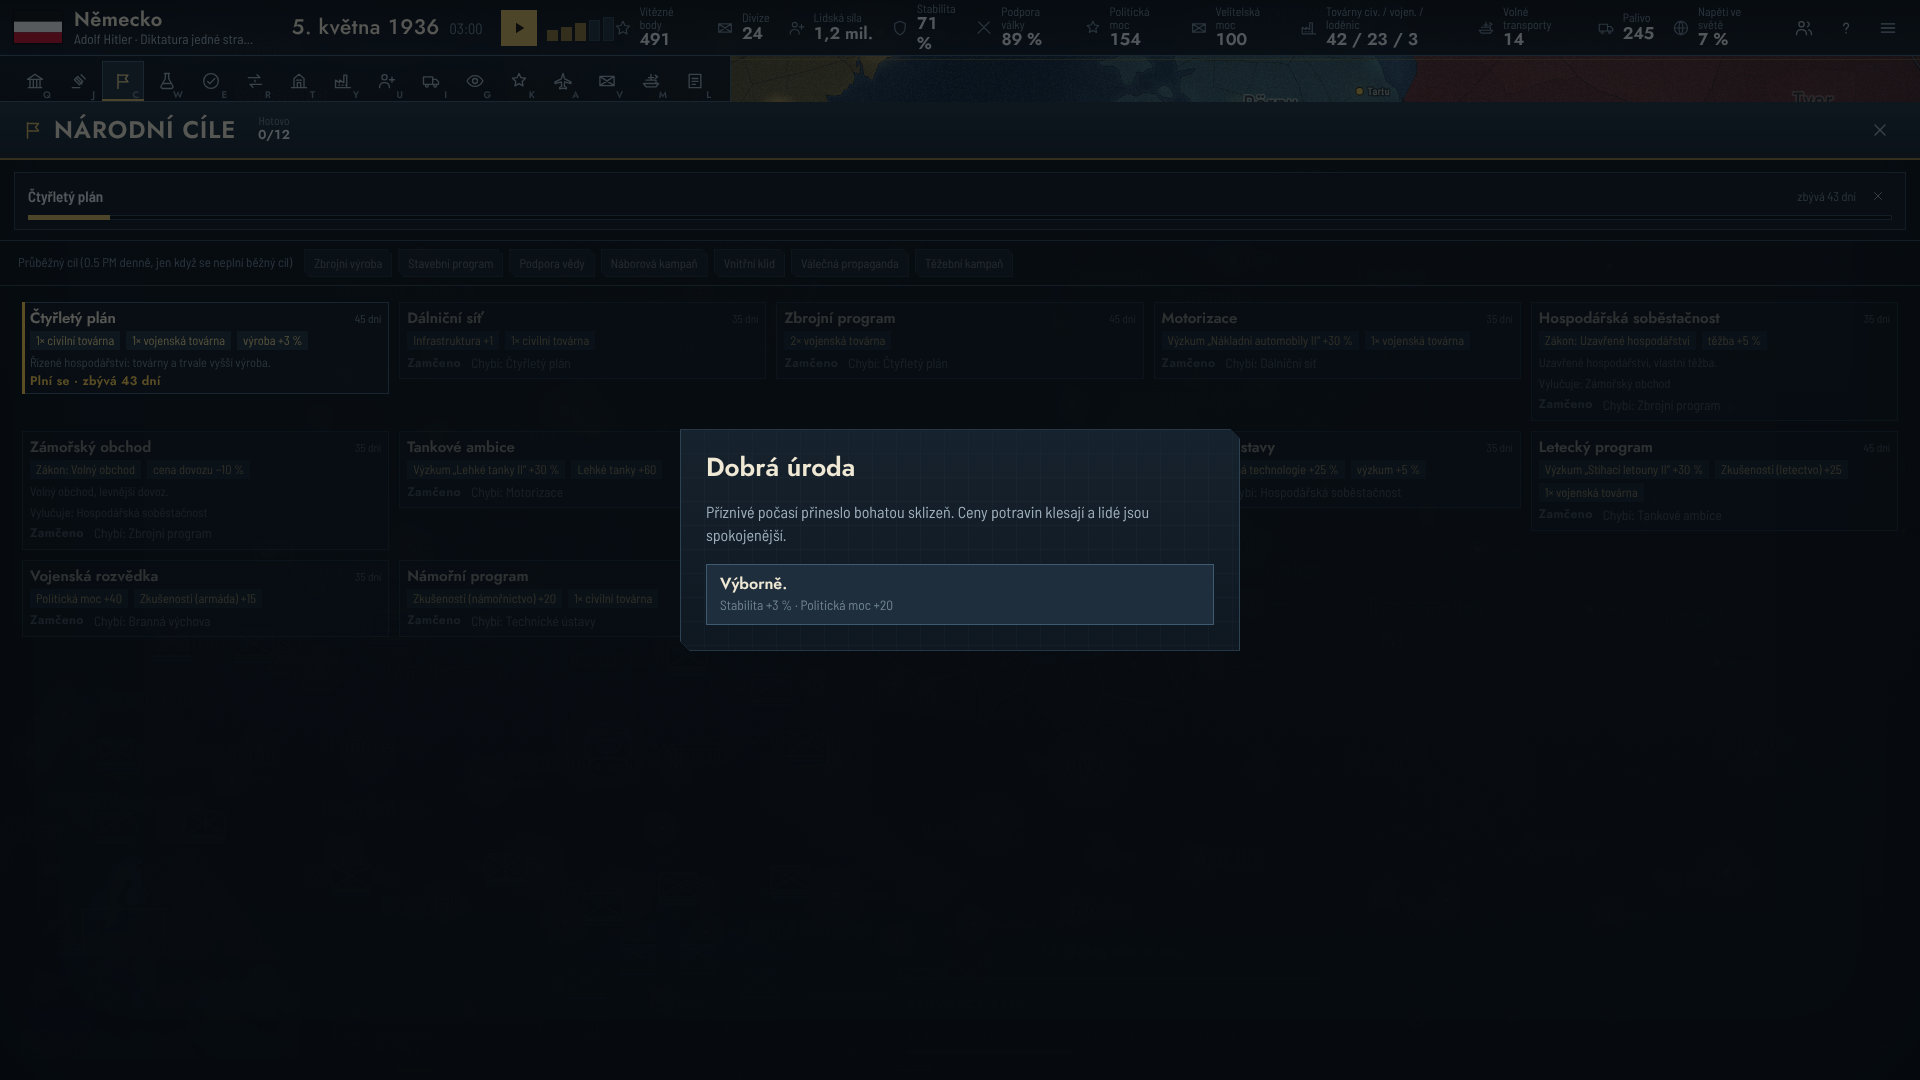 Německo
Adolf Hitler · Diktatura jedné stra...
5. května 1936 03:00
Vítězné body 491
Divize 24
Lidská síla 1,2 mil.
Stabilita 71 %
Podpora války 89 %
Politická moc 154
Velitelská moc 100
Továrny civ. / vojen. / loděnic 42 / 23 / 3
Volné transporty 14
Palivo 245
Napětí ve světě 7 %
?
Q J C W E R T Y U I G K A V M L
Tartu
NÁRODNÍ CÍLE
Hotovo
0/12
Čtyřletý plán
zbývá 43 dní
Průběžný cíl (0.5 PM denně, jen když se neplní běžný cíl)
Zbrojní výroba
Stavební program
Podpora vědy
Náborová kampaň
Vnitřní klid
Válečná propaganda
Těžební kampaň
Čtyřletý plán 45 dní
1× civilní továrna 1× vojenská továrna výroba +3 %
Řízené hospodářství: továrny a trvale vyšší výroba.
Plní se · zbývá 43 dní
Dálniční síť 35 dní
Infrastruktura +1 1× civilní továrna
Zamčeno Chybí: Čtyřletý plán
Zbrojní program 45 dní
2× vojenská továrna
Zamčeno Chybí: Čtyřletý plán
Motorizace 35 dní
Výzkum „Nákladní automobily II“ +30 % 1× vojenská továrna
Zamčeno Chybí: Dálniční síť
Hospodářská soběstačnost 35 dní
Zákon: Uzavřené hospodářství těžba +5 %
Uzavřené hospodářství, vlastní těžba.
Vylučuje: Zámořský obchod
Zamčeno Chybí: Zbrojní program
Zámořský obchod 35 dní
Zákon: Volný obchod cena dovozu −10 %
Volný obchod, levnější dovoz.
Vylučuje: Hospodářská soběstačnost
Zamčeno Chybí: Zbrojní program
Tankové ambice
Výzkum „Lehké tanky II“ +30 % Lehké tanky +60
Zamčeno Chybí: Motorizace
stavy 35 dní
technologie +25 % výzkum +5 %
Hospodářská soběstačnost
Letecký program 45 dní
Výzkum „Stíhací letouny II“ +30 % Zkušenosti (letectvo) +25
1× vojenská továrna
Zamčeno Chybí: Tankové ambice
Vojenská rozvědka 35 dní
Politická moc +40 Zkušenosti (armáda) +15
Zamčeno Chybí: Branná výchova
Námořní program
Zkušenosti (námořnictvo) +20 1× civilní továrna
Zamčeno Chybí: Technické ústavy
Dobrá úroda
Příznivé počasí přineslo bohatou sklizeň. Ceny potravin klesají a lidé jsou
spokojenější.
Výborně.
Stabilita +3 % · Politická moc +20